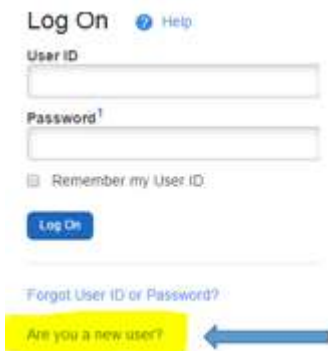 Log On ? Help
User ID
Password¹
Remember my User ID
Log On
Forgot User ID or Password?
Are you a new user?